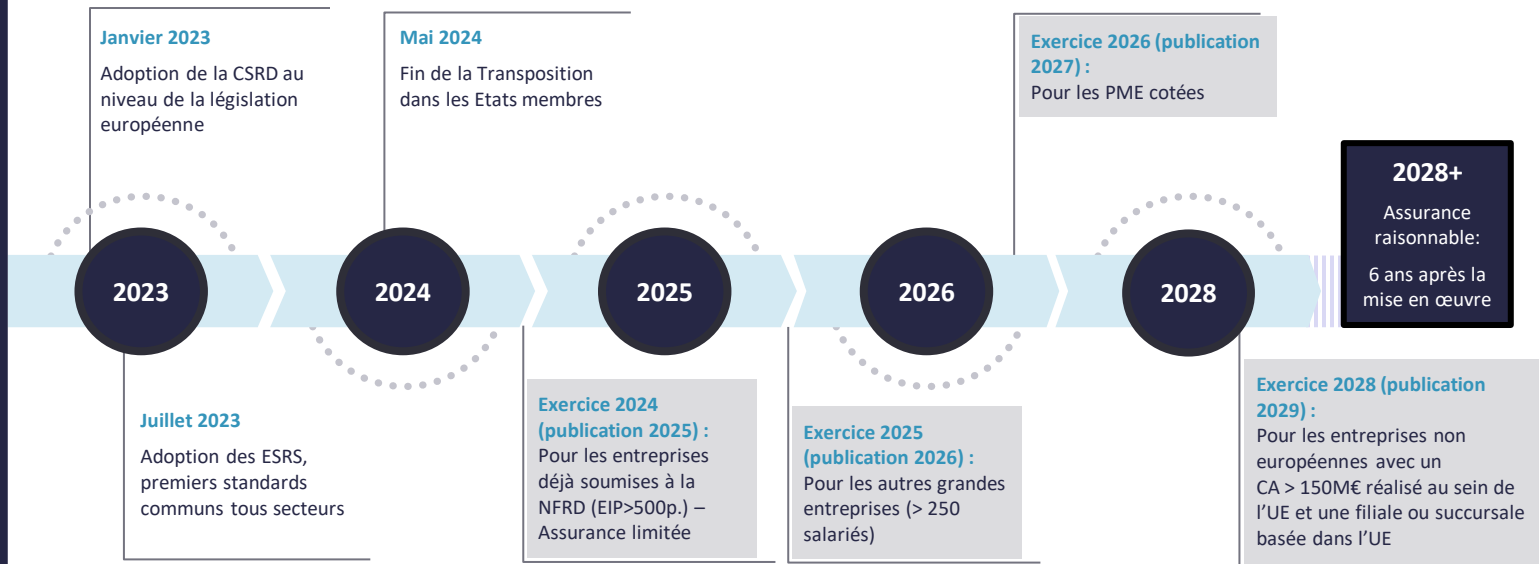 Janvier 2023
Adoption de la CSRD au
niveau de la législation
européenne
Mai 2024
Fin de la Transposition
dans les Etats membres
Exercice 2026 (publication
2027) :
Pour les PME cotées
2028+
Assurance
raisonnable:
6 ans après la
mise en œuvre
2023
2024
2025
2026
2028
Juillet 2023
Adoption des ESRS,
premiers standards
communs tous secteurs
Exercice 2024
(publication 2025) :
Pour les entreprises
déjà soumises à la
NFRD (EIP>500p.) –
Assurance limitée
Exercice 2025
(publication 2026) :
Pour les autres grandes
entreprises (> 250
salariés)
Exercice 2028 (publication
2029) :
Pour les entreprises non
européennes avec un
CA > 150M€ réalisé au sein de
l’UE et une filiale ou succursale
basée dans l’UE